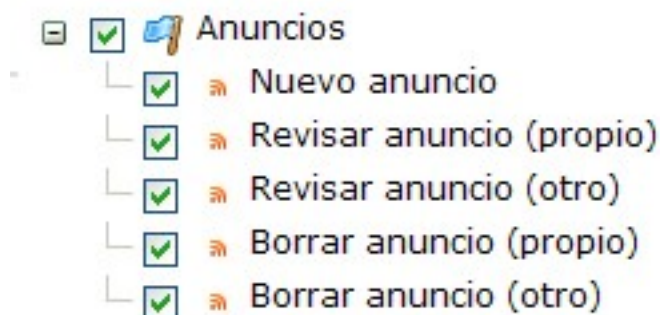 Anuncios
Nuevo anuncio
Revisar anuncio (propio)
Revisar anuncio (otro)
Borrar anuncio (propio)
Borrar anuncio (otro)